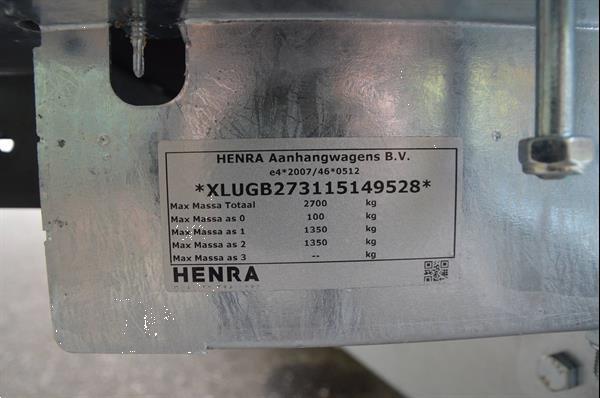 HENRA Aanhangwagens B.V.
e4*2007/46*0512
*XLUGB273115149528*
Max Massa Totaal 2700 kg
Max Massa as 0 100 kg
Max Massa as 1 1350 kg
Max Massa as 2 1350 kg
Max Massa as 3 -- kg
HENRA